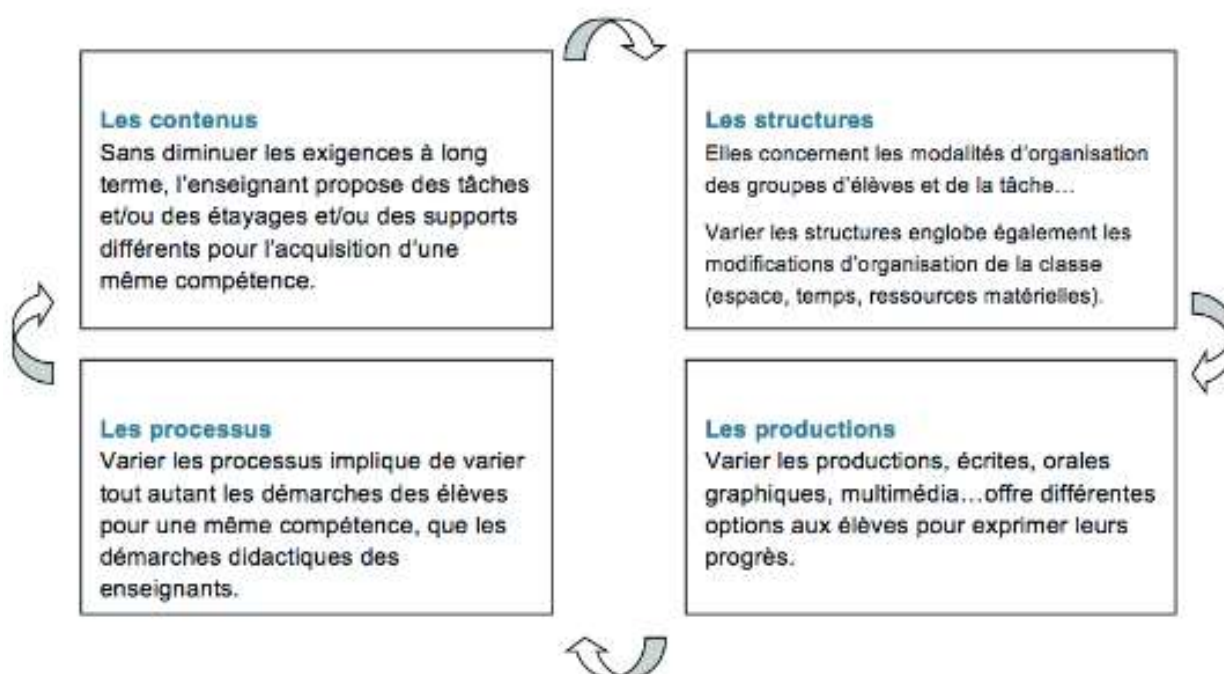 Les contenus
Sans diminuer les exigences à long
terme, l'enseignant propose des tâches
et/ou des étayages et/ou des supports
différents pour l'acquisition d'une
même compétence.
Les structures
Elles concernent les modalités d'organisation
des groupes d'élèves et de la tâche…
Varier les structures englobe également les
modifications d'organisation de la classe
(espace, temps, ressources matérielles).
Les processus
Varier les processus implique de varier
tout autant les démarches des élèves
pour une même compétence, que les
démarches didactiques des
enseignants.
Les productions
Varier les productions, écrites, orales
graphiques, multimédia…offre différentes
options aux élèves pour exprimer leurs
progrès.